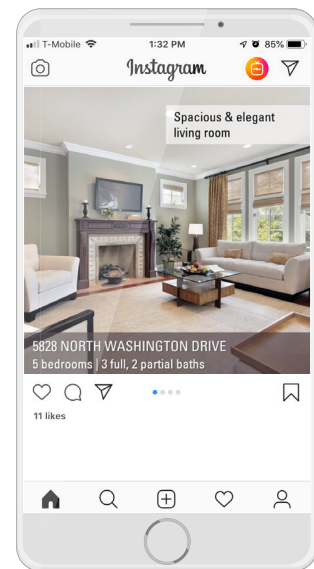 T-Mobile 1:32 PM 85%
Instagram
Spacious & elegant
living room
5828 NORTH WASHINGTON DRIVE
5 bedrooms | 3 full, 2 partial baths
11 likes